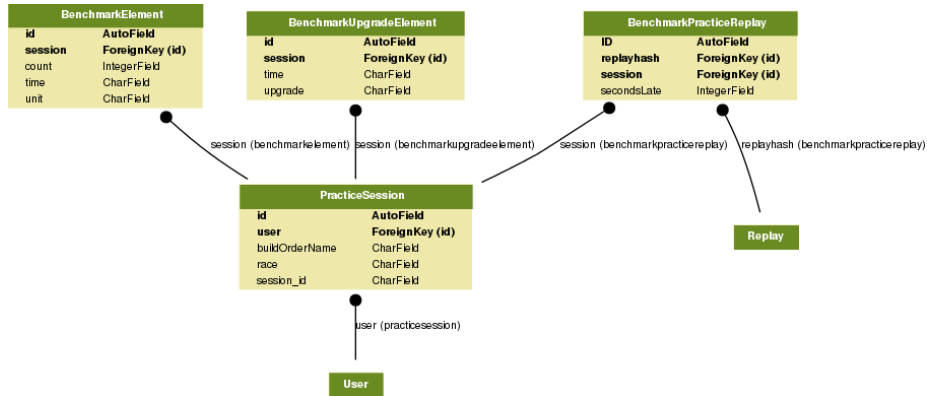 BenchmarkElement
id AutoField
session ForeignKey (id)
count IntegerField
time CharField
unit CharField
BenchmarkUpgradeElement
id AutoField
session ForeignKey (id)
time CharField
upgrade CharField
BenchmarkPracticeReplay
ID AutoField
replayhash ForeignKey (id)
session ForeignKey (id)
secondsLate IntegerField
session (benchmarkelement)
session (benchmarkupgradeelement)
session (benchmarkpracticereplay)
replayhash (benchmarkpracticereplay)
PracticeSession
id AutoField
user ForeignKey (id)
buildOrderName CharField
race CharField
session_id CharField
Replay
user (practicesession)
User